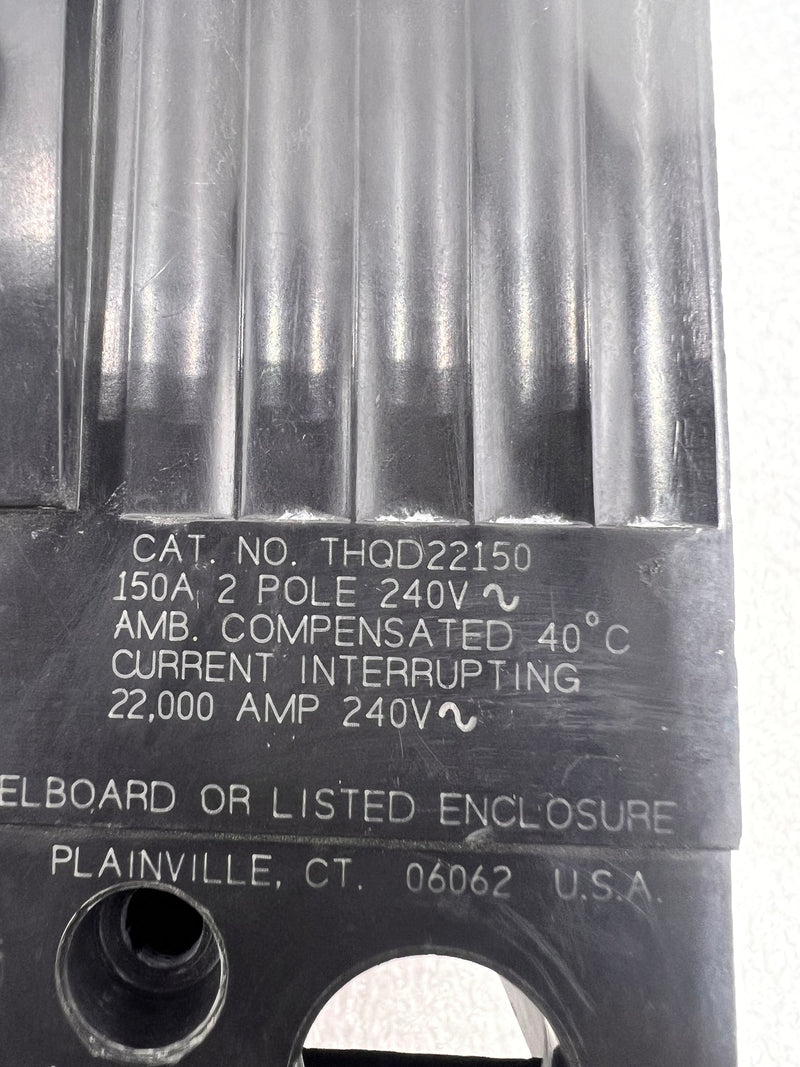 CAT. NO. THQD22150
150A 2 POLE 240V ∿
AMB. COMPENSATED 40°C
CURRENT INTERRUPTING
22,000 AMP 240V ∿
ELBOARD OR LISTED ENCLOSURE
PLAINVILLE, CT. 06062 U.S.A.